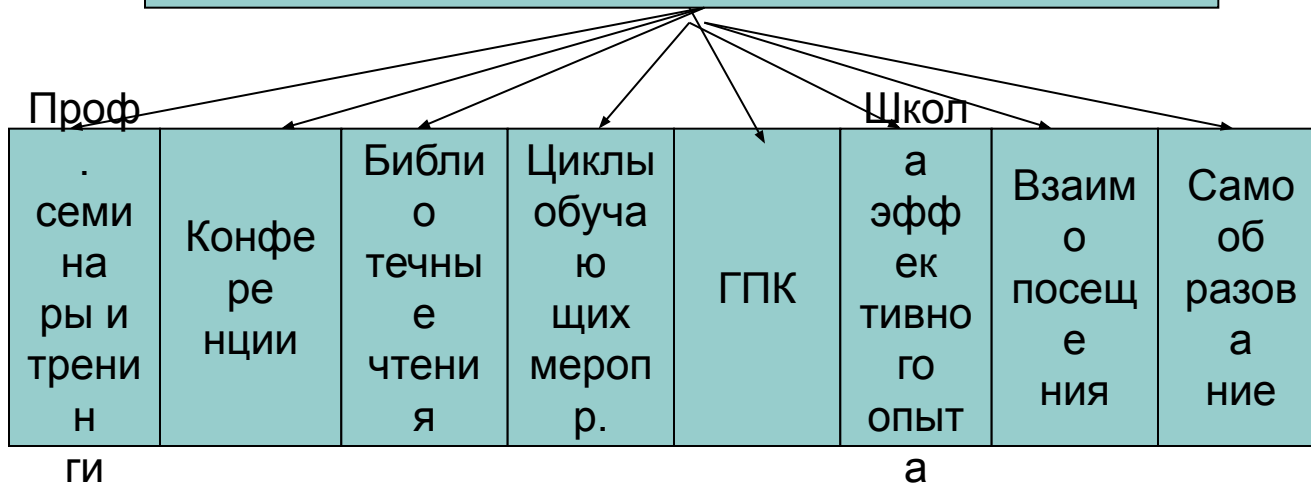 Проф
.
семи
на
ры и
тренин
н
ги
Конфе
ре
нции
Библи
о
течны
е
чтени
я
Циклы
обуча
ю
щих
мероп
р.
ГПК
Школ
а
эфф
ек
тивно
го
опыт
а
Взаим
о
посещ
е
ния
Само
об
разов
а
ние